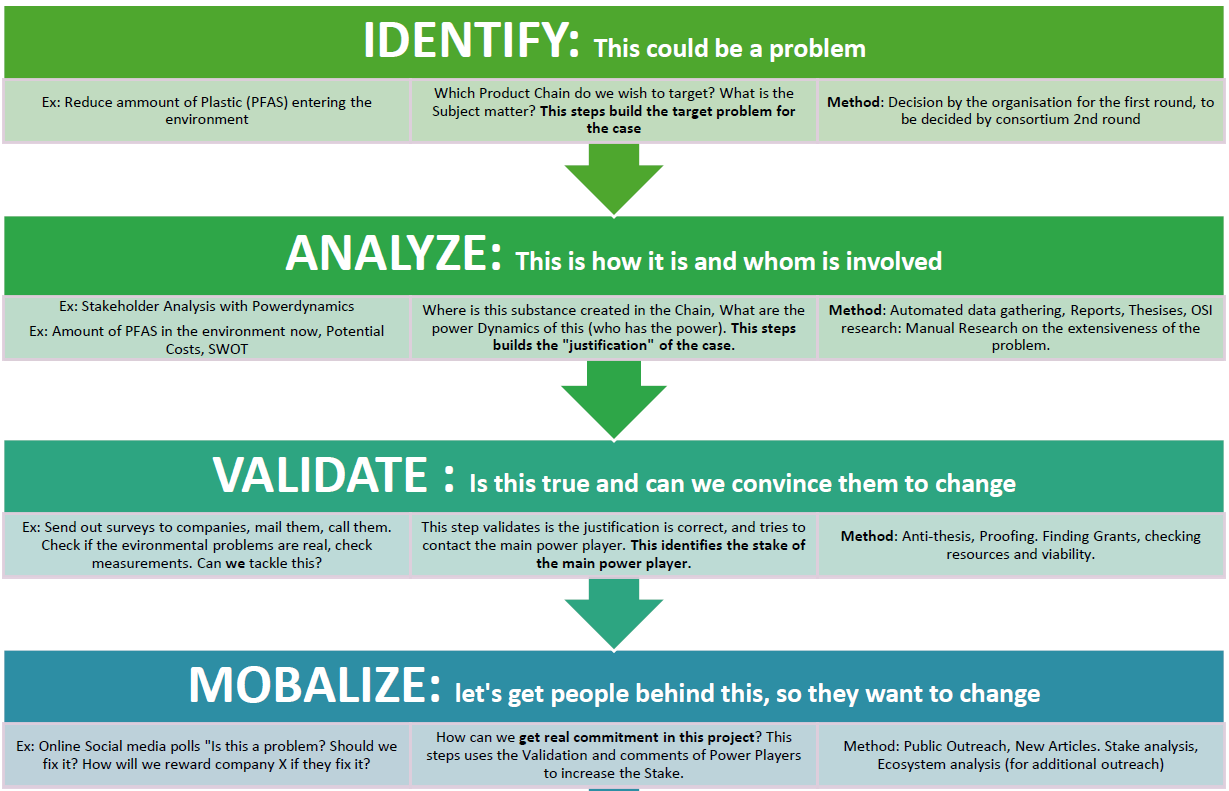 IDENTIFY: This could be a problem
Ex: Reduce ammount of Plastic (PFAS) entering the
environment
Which Product Chain do we wish to target? What is the
Subject matter? This steps build the target problem for
the case
Method: Decision by the organisation for the first round, to
be decided by consortium 2nd round
ANALYZE: This is how it is and whom is involved
Ex: Stakeholder Analysis with Powerdynamics
Ex: Amount of PFAS in the environment now, Potential
Costs, SWOT
Where is this substance created in the Chain, What are the
power Dynamics of this (who has the power). This steps
builds the "justification" of the case.
Method: Automated data gathering, Reports, Thesises, OSI
research: Manual Research on the extensiveness of the
problem.
VALIDATE : Is this true and can we convince them to change
Ex: Send out surveys to companies, mail them, call them.
Check if the evironmental problems are real, check
measurements. Can we tackle this?
This step validates is the justification is correct, and tries to
contact the main power player. This identifies the stake of
the main power player.
Method: Anti-thesis, Proofing. Finding Grants, checking
resources and viability.
MOBALIZE: let's get people behind this, so they want to change
Ex: Online Social media polls "Is this a problem? Should we
fix it? How will we reward company X if they fix it?
How can we get real commitment in this project? This
steps uses the Validation and comments of Power Players
to increase the Stake.
Method: Public Outreach, New Articles. Stake analysis,
Ecosystem analysis (for additional outreach)